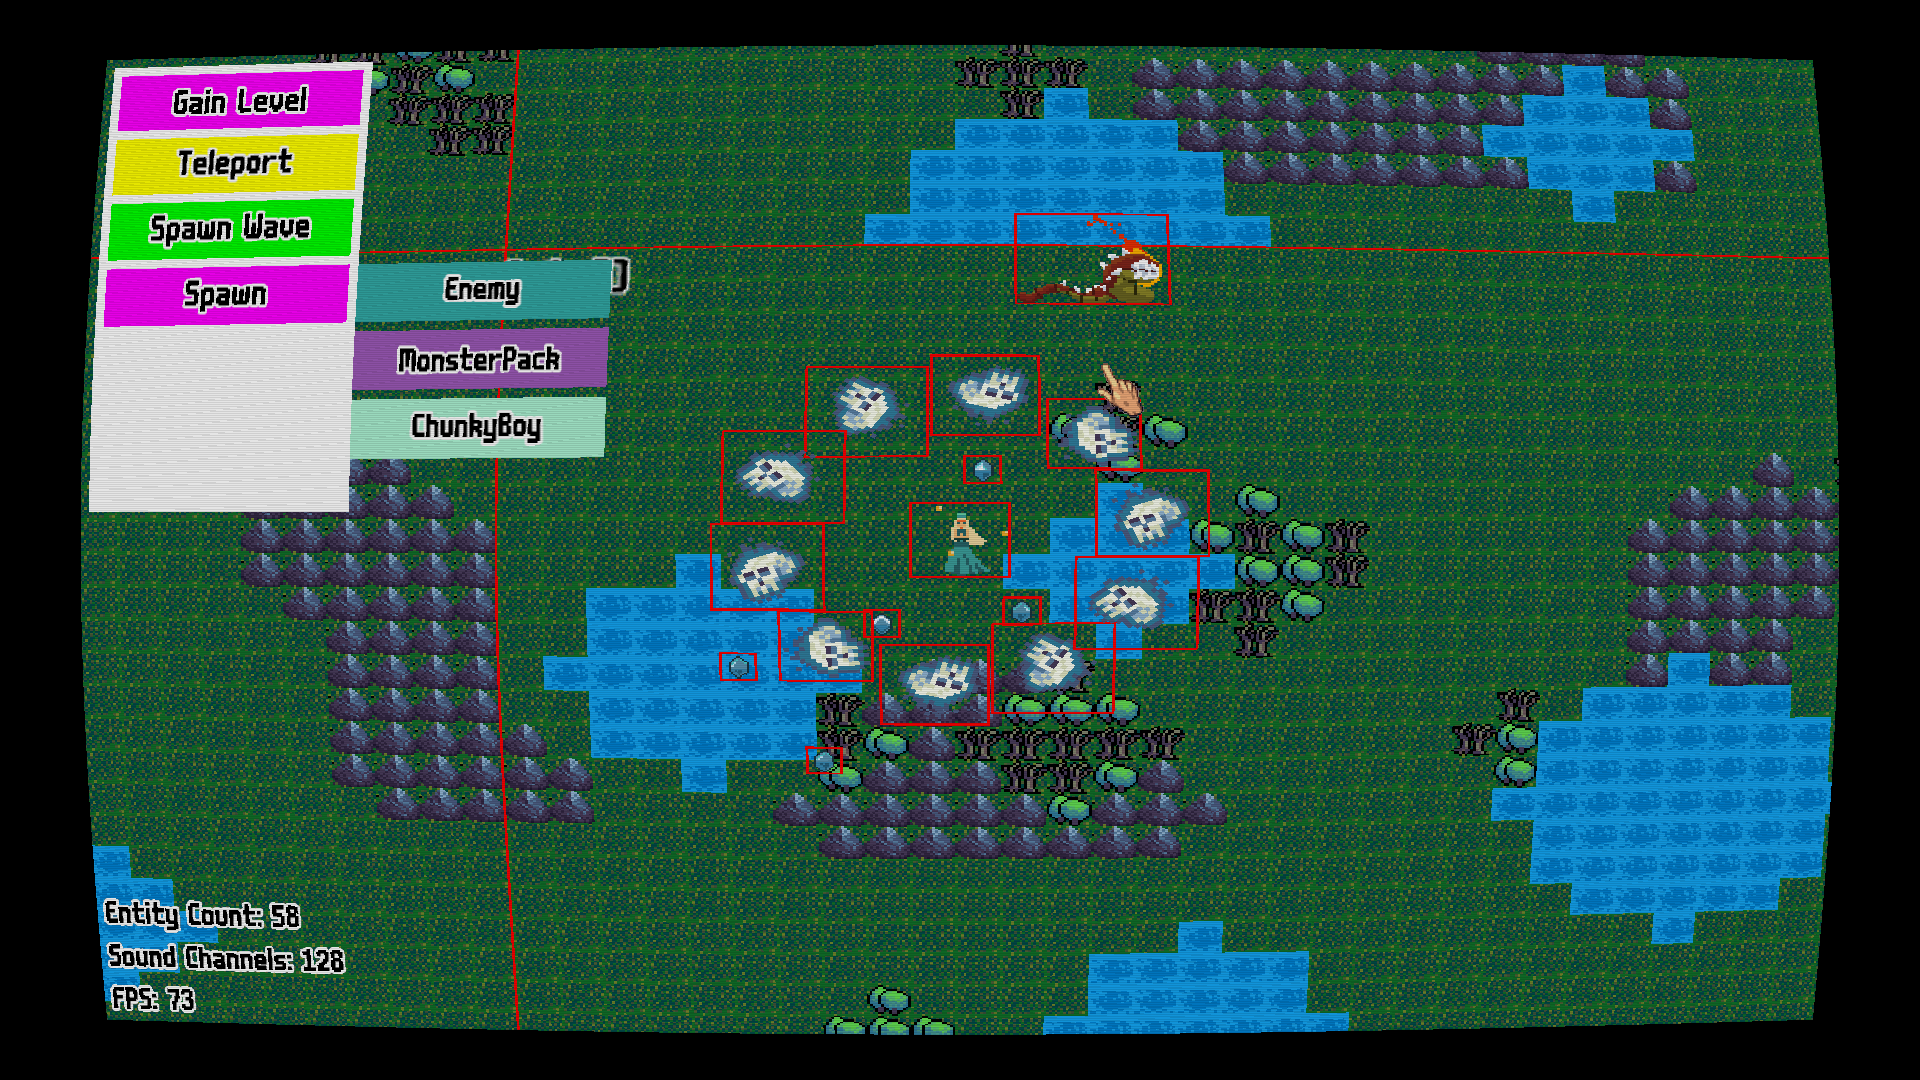 Gain Level
Teleport
Spawn Wave
Spawn
Enemy
]
MonsterPack
ChunkyBoy
Entity Count: 58
Sound Channels: 128
FPS: 73